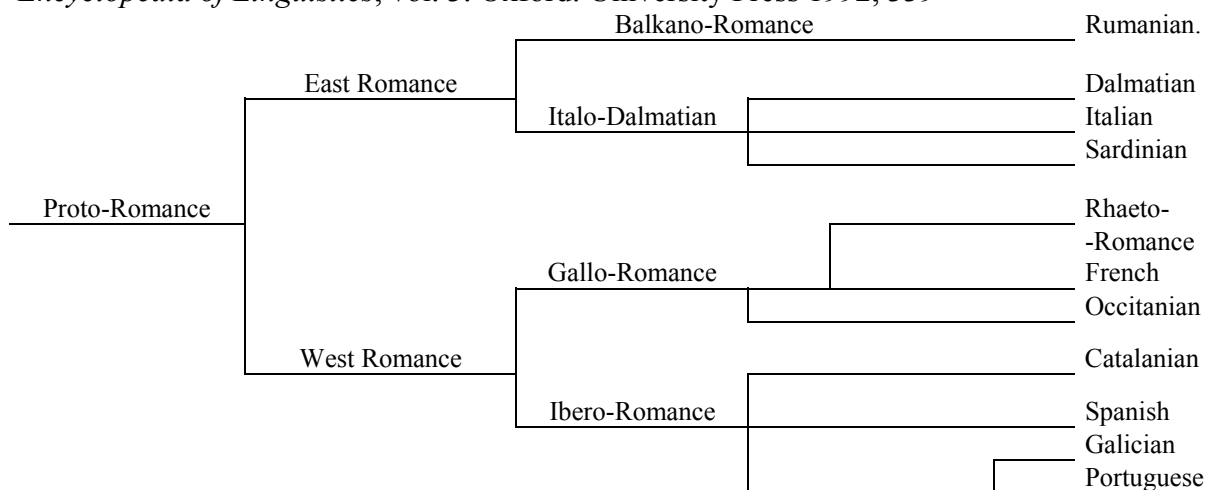 Encyclopedia of Linguistics, vol. 3. Oxford: University Press 1992, 339
Balkano-Romance Rumanian.
East Romance Dalmatian
Italo-Dalmatian Italian
Sardinian
Proto-Romance Rhaeto-
-Romance
Gallo-Romance French
Occitanian
West Romance Catalanian
Ibero-Romance Spanish
Galician
Portuguese